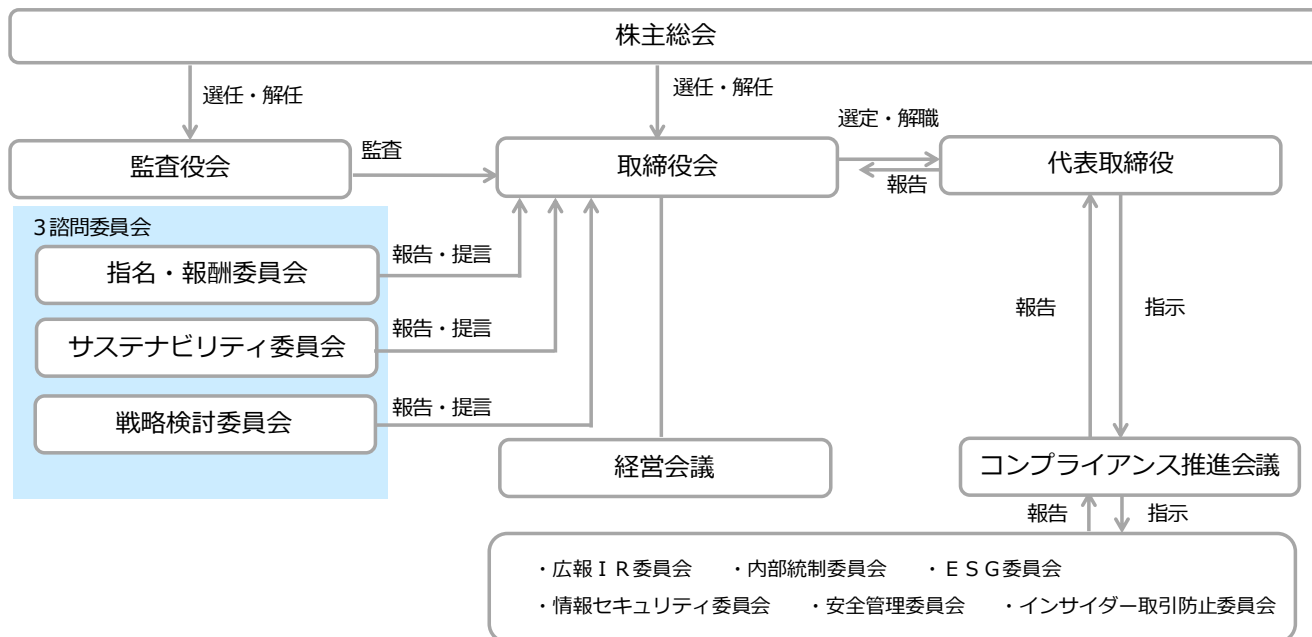 株主総会
選任・解任
選任・解任
選定・解職
監査役会
監査
取締役会
代表取締役
報告
3諮問委員会
指名・報酬委員会
報告・提言
サステナビリティ委員会
報告・提言
報告
指示
戦略検討委員会
報告・提言
経営会議
コンプライアンス推進会議
報告
指示
・広報ＩＲ委員会 ・内部統制委員会 ・ＥＳＧ委員会
・情報セキュリティ委員会 ・安全管理委員会 ・インサイダー取引防止委員会